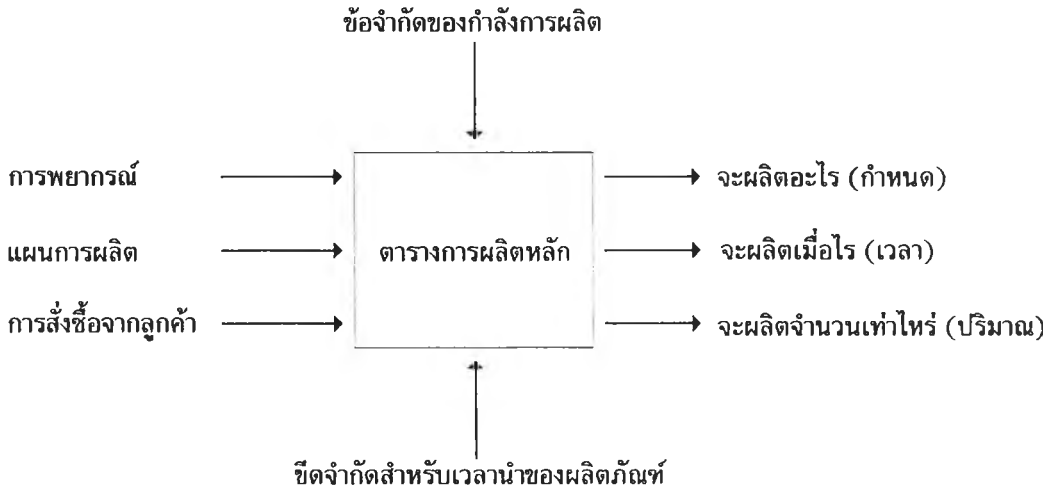 ข้อจำกัดของกำลังการผลิต
การพยากรณ์
จะผลิตอะไร (กำหนด)
แผนการผลิต
ตารางการผลิตหลัก
จะผลิตเมื่อไร (เวลา)
การสั่งซื้อจากลูกค้า
จะผลิตจำนวนเท่าไหร่ (ปริมาณ)
ขีดจำกัดสำหรับเวลานำของผลิตภัณฑ์